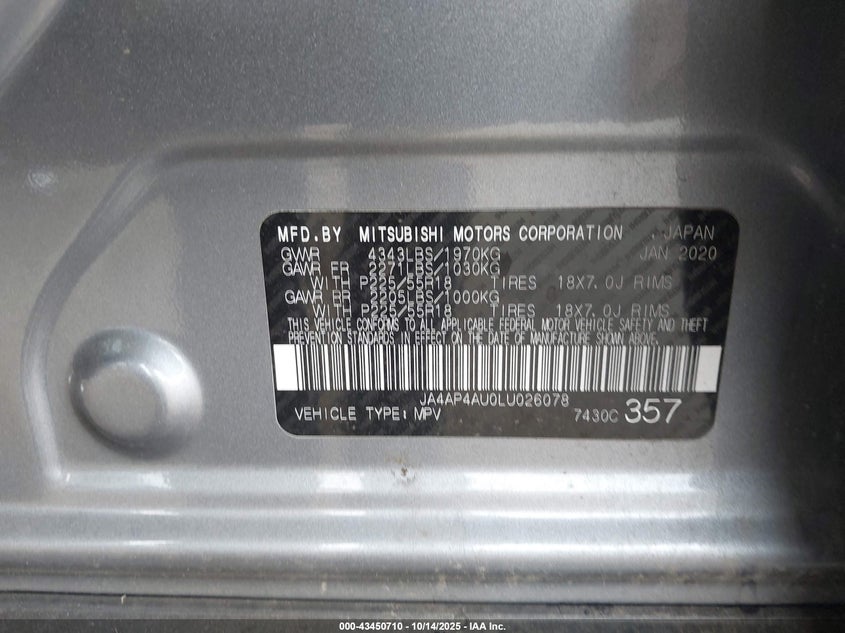 MFD.BY MITSUBISHI MOTORS CORPORATION , JAPAN
GVWR 4343LBS/1970KG JAN 2020
GAWR FR 2271LBS/1030KG
WITH P225/55R18 TIRES 18X7.0J RIMS
GAWR RR 2205LBS/1000KG
WITH P225/55R18 TIRES 18X7.0J RIMS
THIS VEHICLE CONFORMS TO ALL APPLICABLE FEDERAL MOTOR VEHICLE SAFETY AND THEFT
PREVENTION STANDARDS IN EFFECT ON THE DATE OF MANUFACTURE SHOWN ABOVE.
JA4AP4AU0LU026078
VEHICLE TYPE: MPV 7430C 357
000-43450710 - 10/14/2025 - IAA Inc.